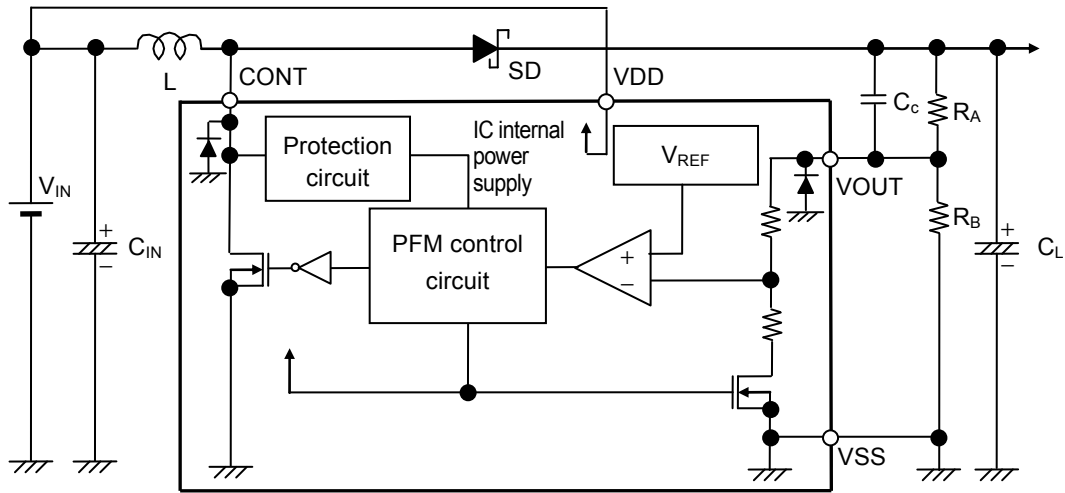 L
CONT
SD
VDD
Cc
RA
VIN
CIN
+
−
Protection
circuit
IC internal
power
supply
VREF
VOUT
RB
PFM control
circuit
+
−
+
−
CL
VSS